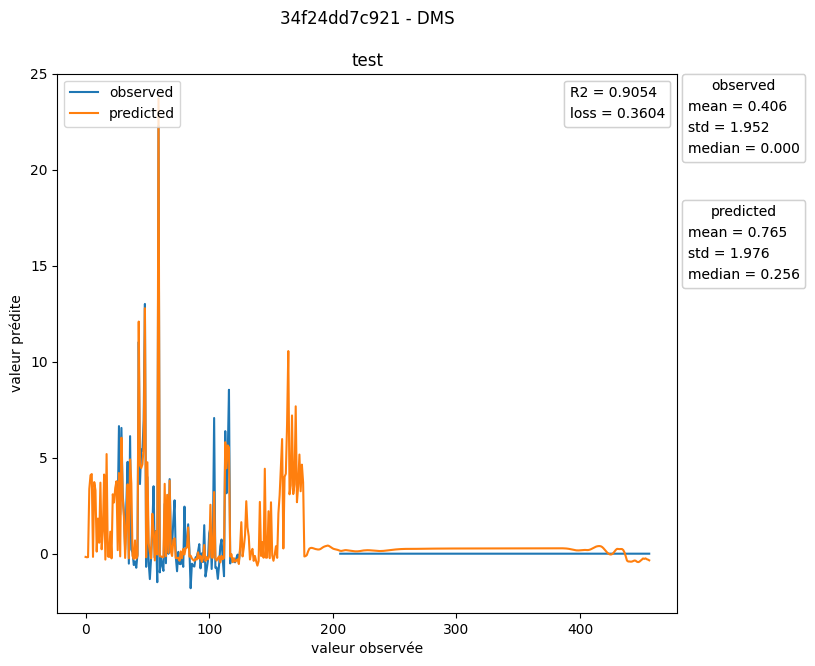 34f24dd7c921 - DMS
test
observed
predicted
R2 = 0.9054
loss = 0.3604
observed
mean = 0.406
std = 1.952
median = 0.000
predicted
mean = 0.765
std = 1.976
median = 0.256
valeur prédite
25
20
15
10
5
0
0 100 200 300 400
valeur observée